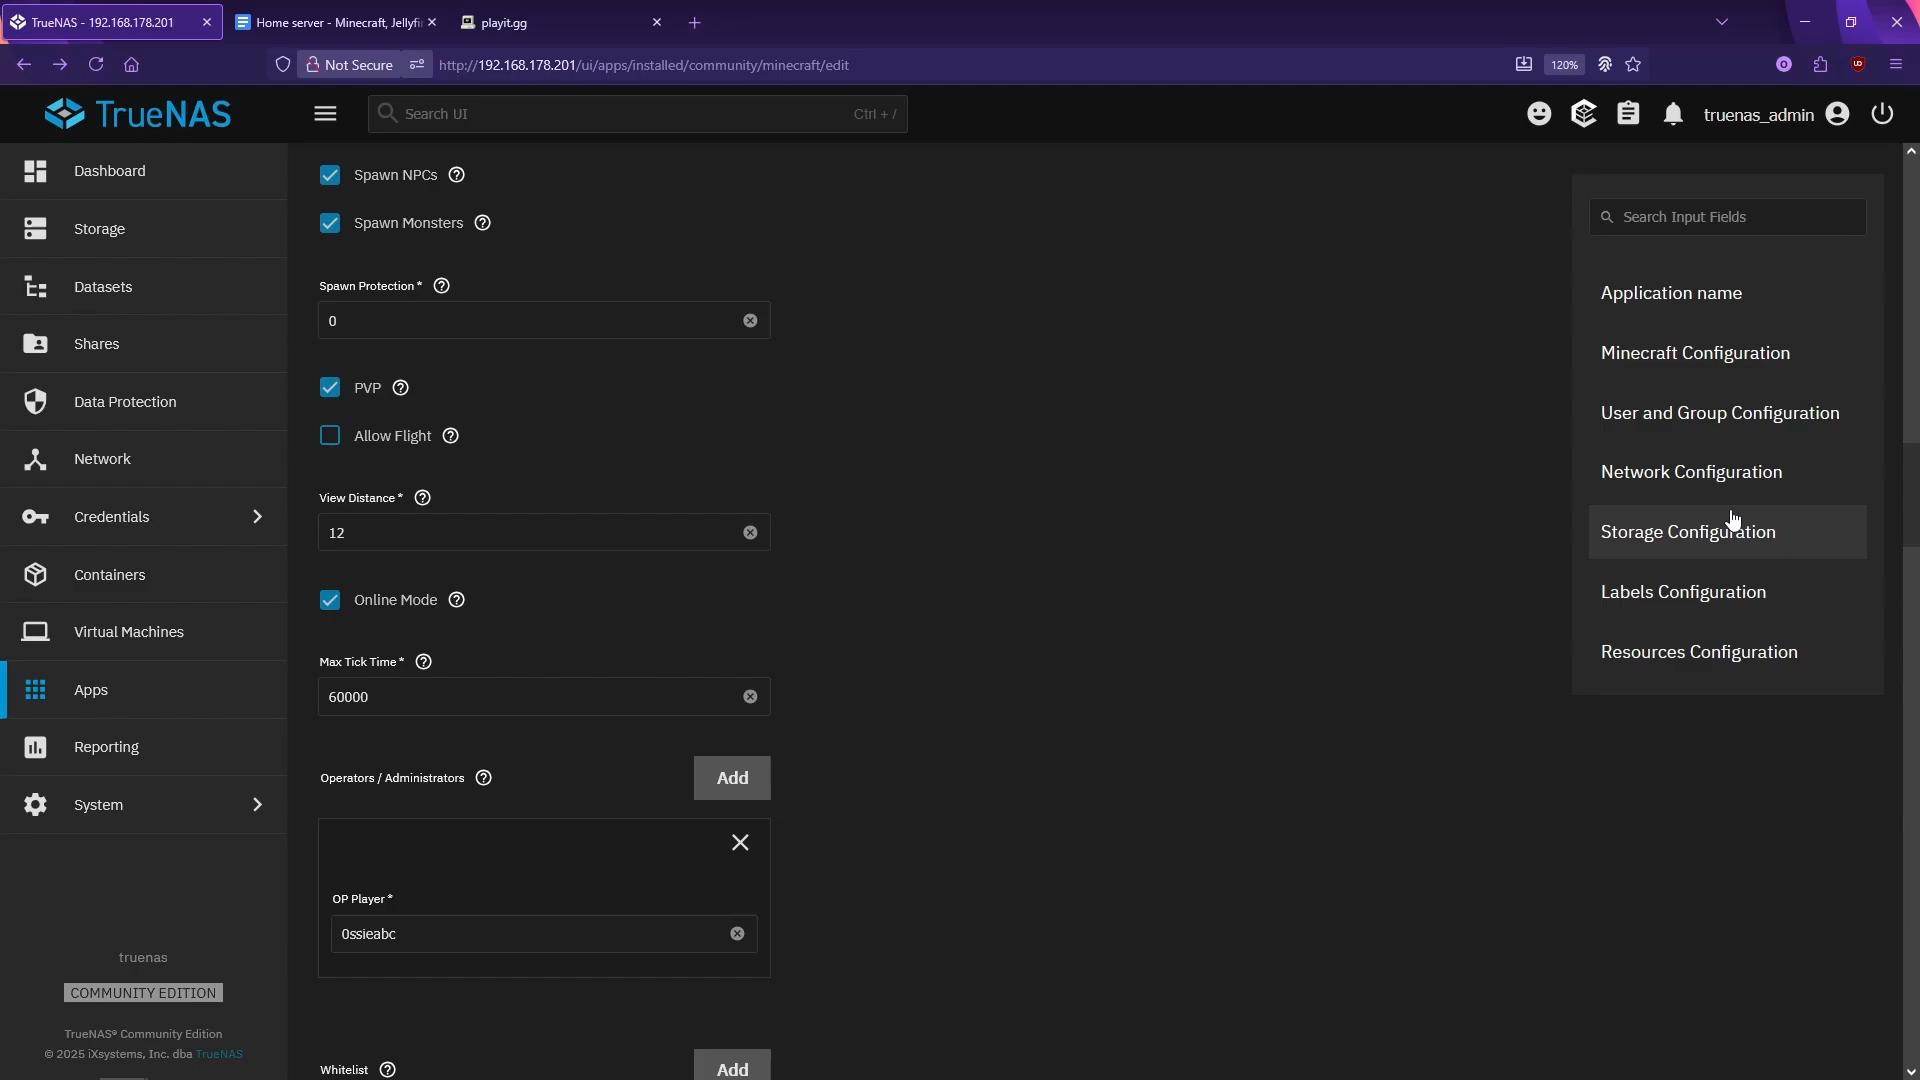 TrueNAS - 192.168.178.201
Home server - Minecraft, Jellyfi
playit.gg
Not Secure
http://192.168.178.201/ui/apps/installed/community/minecraft/edit
120%
TrueNAS
Search UI
Ctrl + /
truenas_admin
Dashboard
Storage
Datasets
Shares
Data Protection
Network
Credentials
Containers
Virtual Machines
Apps
Reporting
System
truenas
COMMUNITY EDITION
TrueNAS® Community Edition
© 2025 iXsystems, Inc. dba TrueNAS
Spawn NPCs
Spawn Monsters
Spawn Protection *
0
PVP
Allow Flight
View Distance *
12
Online Mode
Max Tick Time *
60000
Operators / Administrators
Add
OP Player *
0ssieabc
Whitelist
Add
Search Input Fields
Application name
Minecraft Configuration
User and Group Configuration
Network Configuration
Storage Configuration
Labels Configuration
Resources Configuration